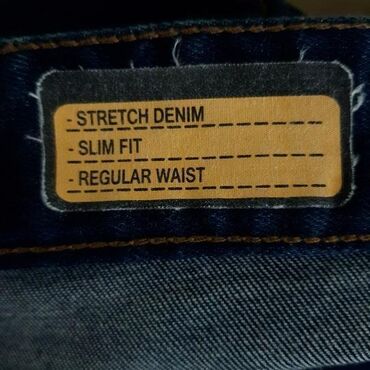 - STRETCH DENIM
- SLIM FIT
- REGULAR WAIST